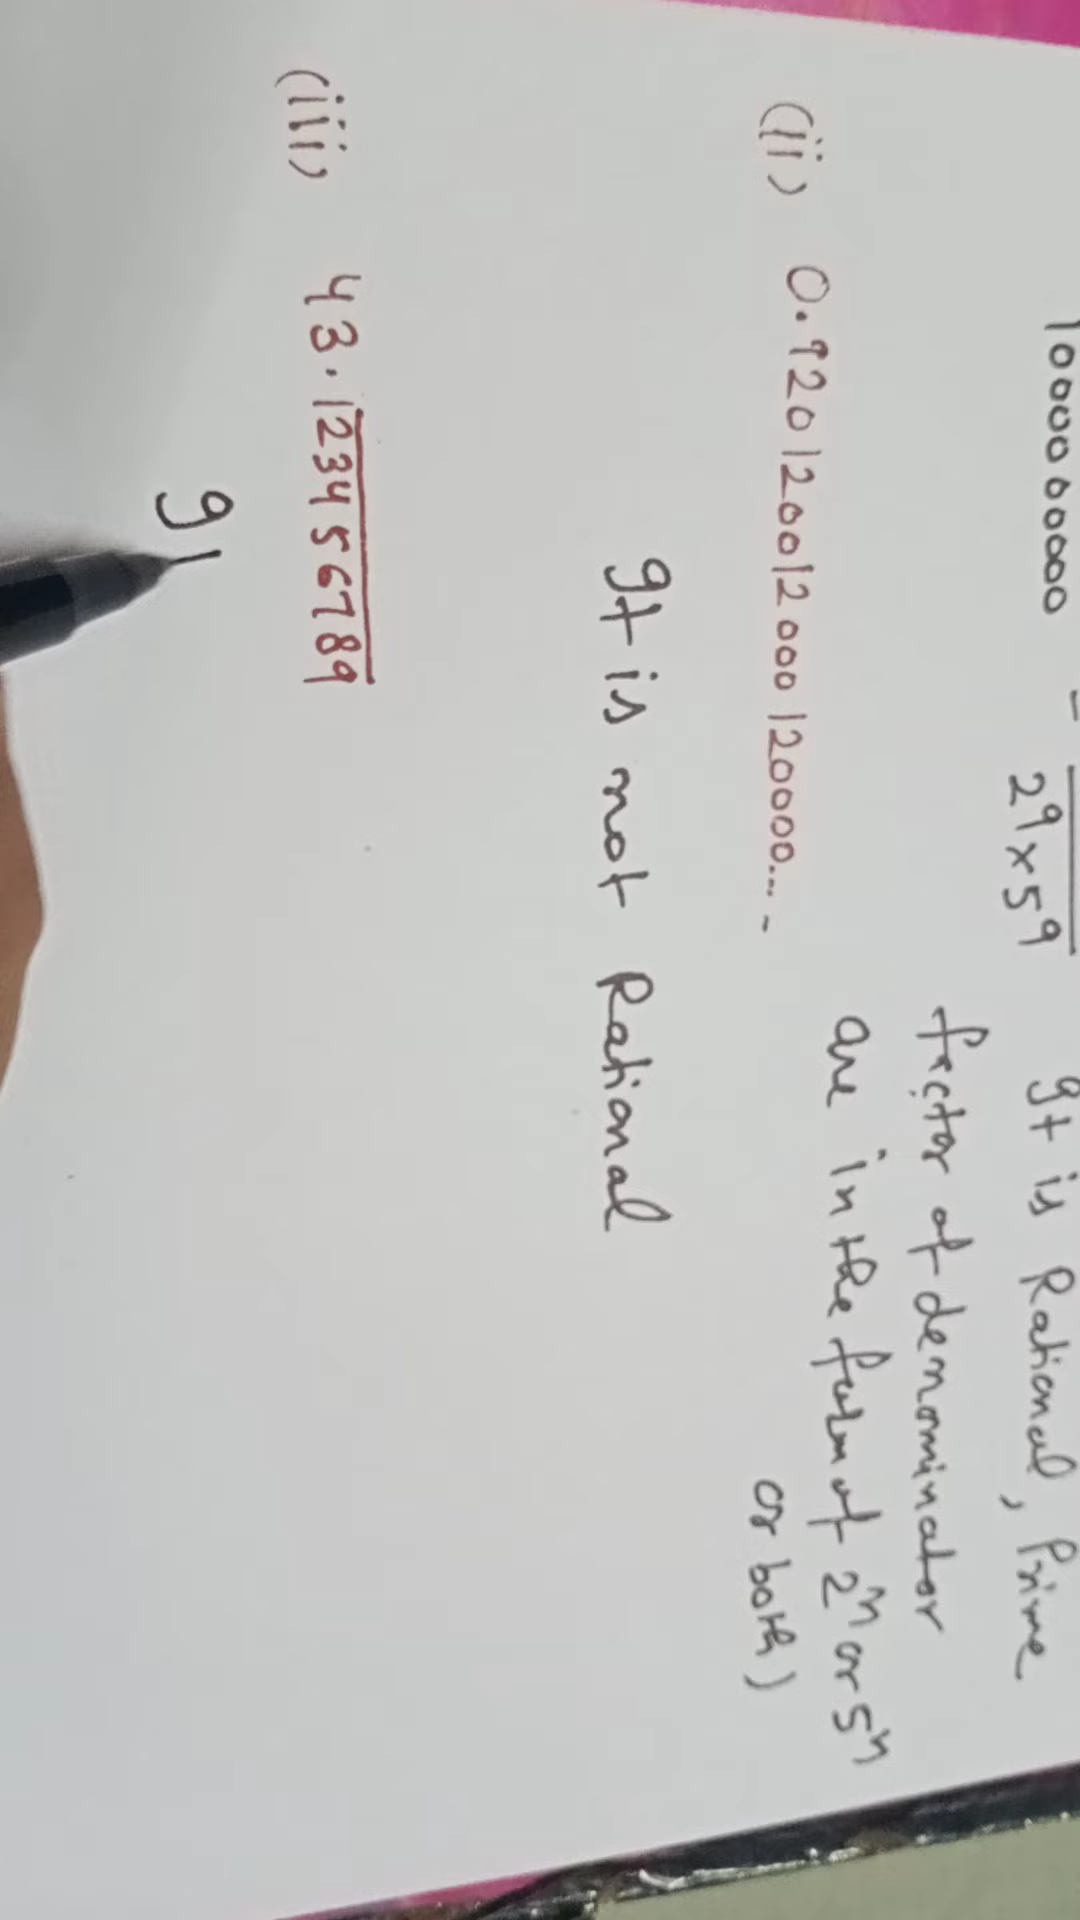 1000000000 = 2⁹×5⁹ It is Rational, Prime
factor of denominator
are in the form of 2ⁿ or 5ⁿ
or both)
(ii) 0.120120012000120000....-
It is not Rational
(iii) 43.123456789
I